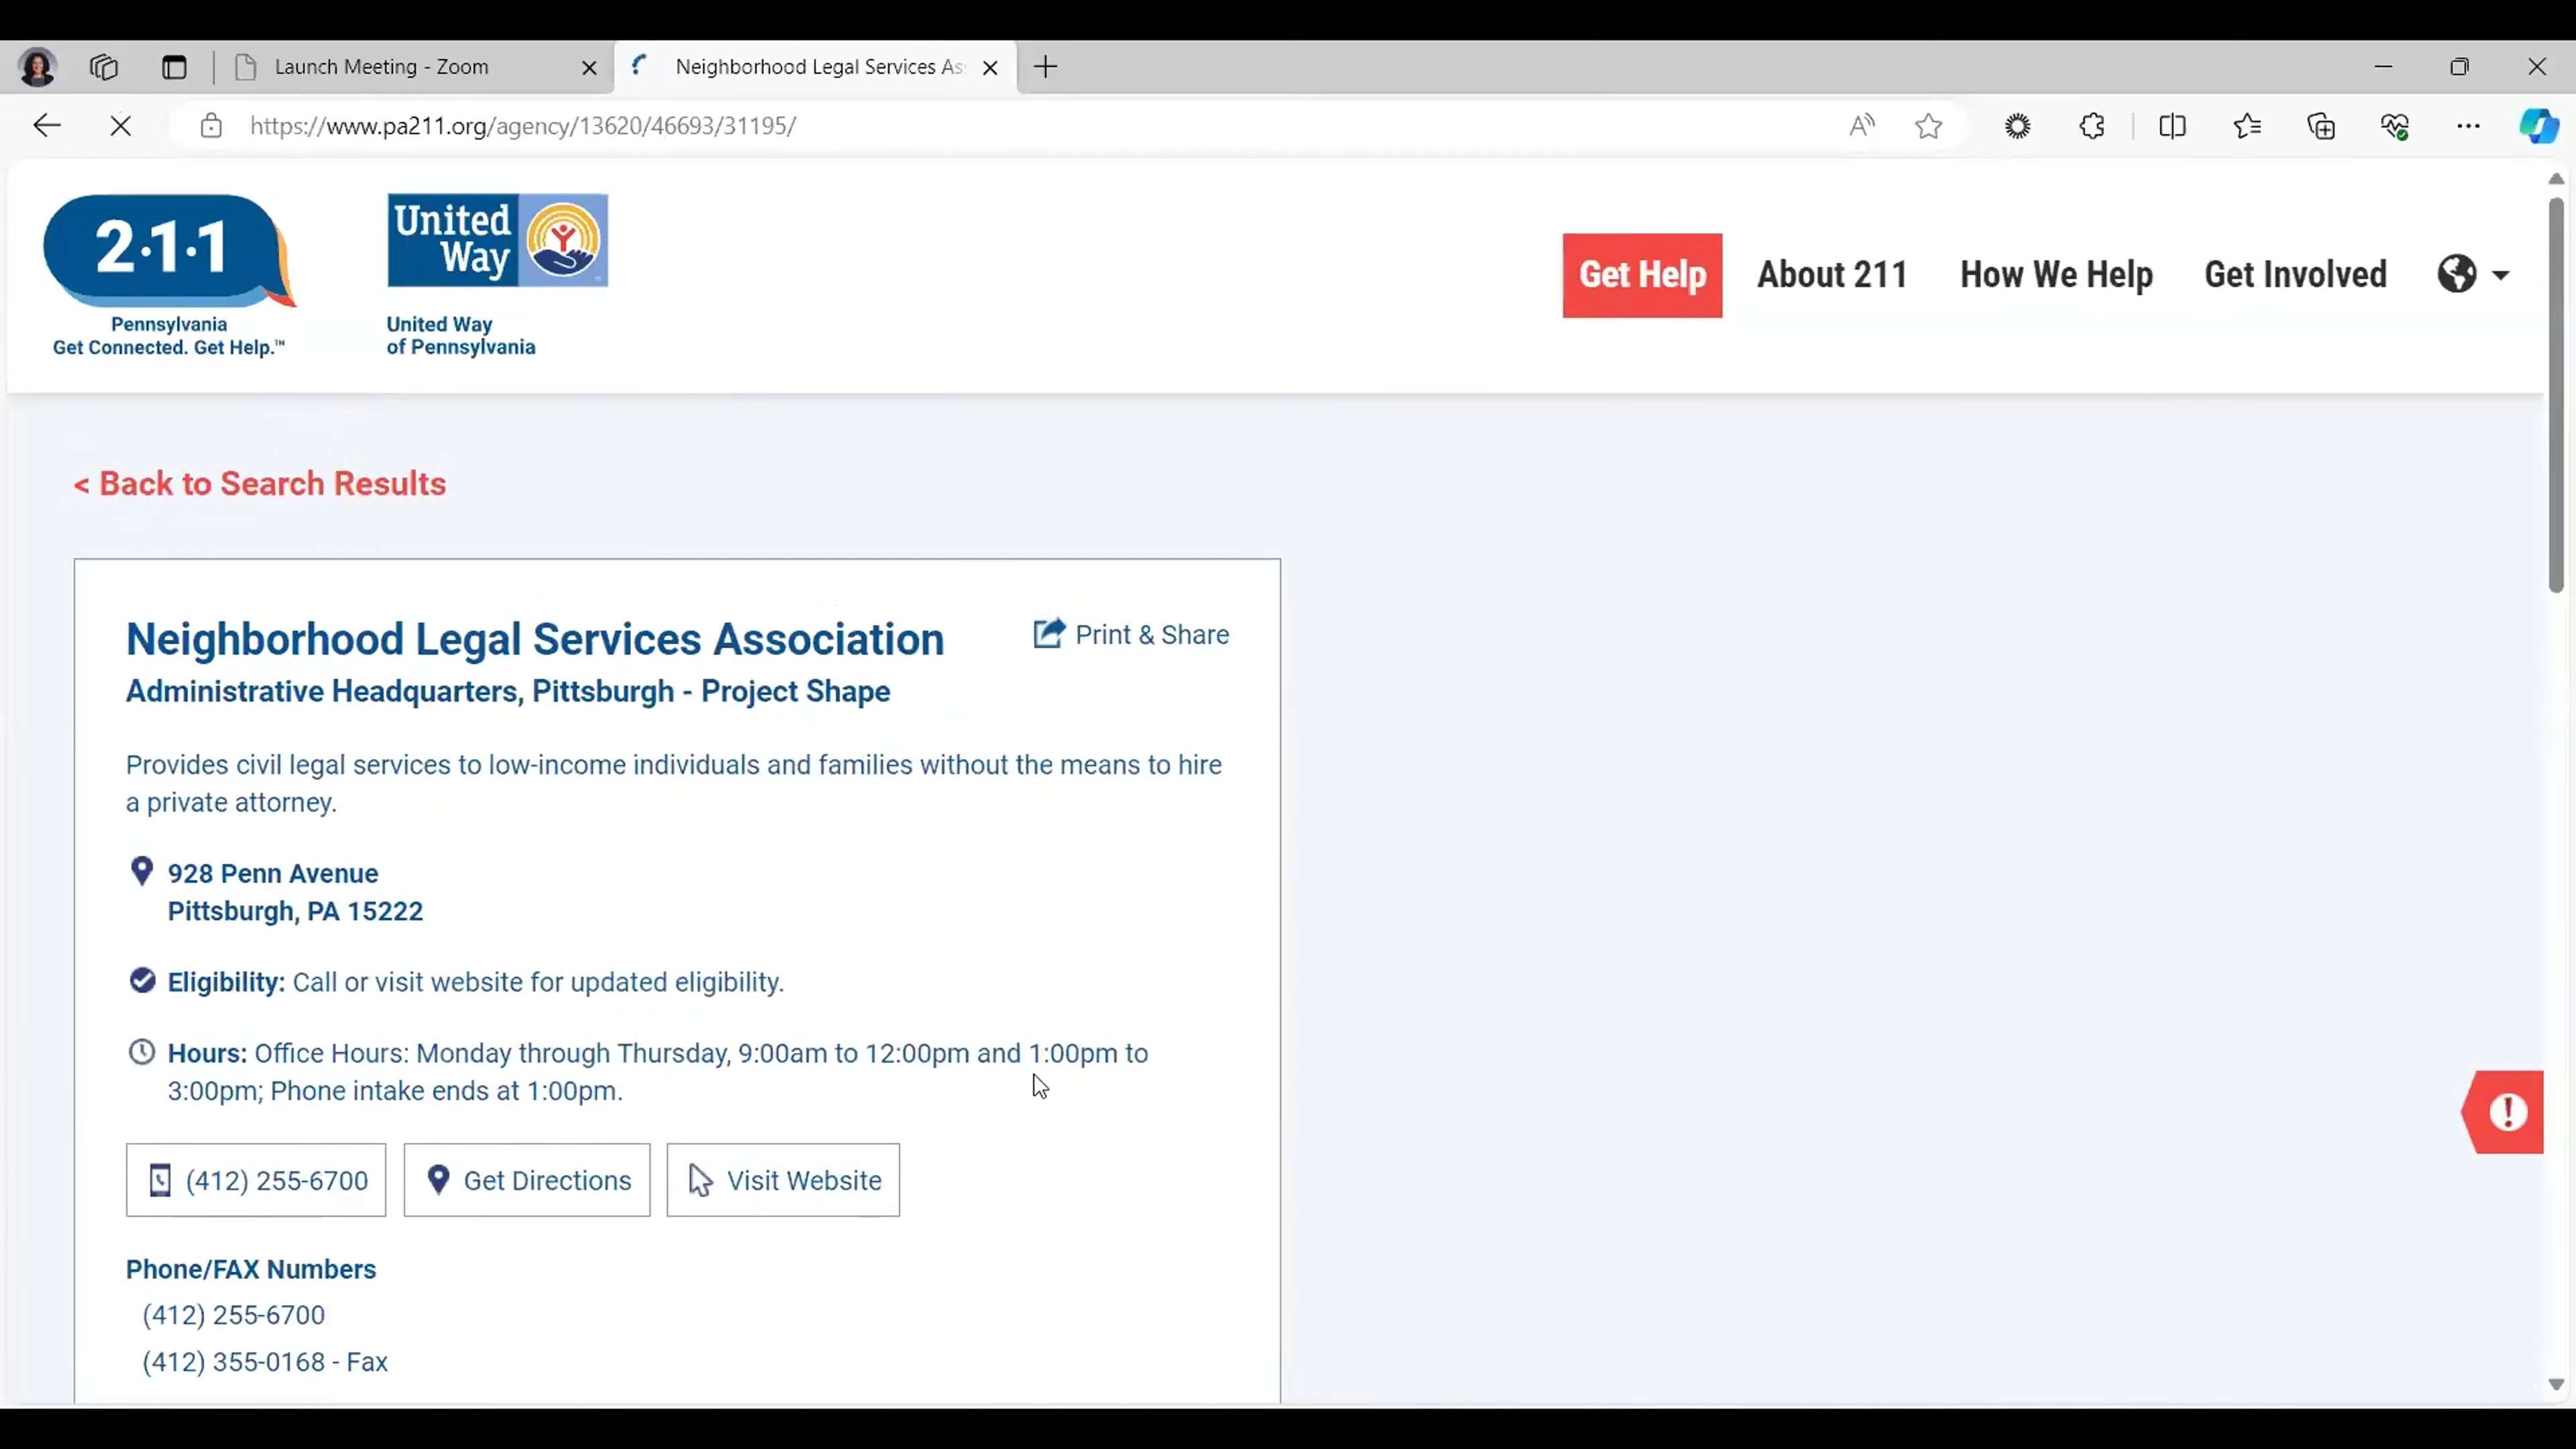 Launch Meeting - Zoom
Neighborhood Legal Services As
https://www.pa211.org/agency/13620/46693/31195/
2·1·1
Pennsylvania
Get Connected. Get Help.™
United
Way
United Way
of Pennsylvania
Get Help
About 211
How We Help
Get Involved
< Back to Search Results
Neighborhood Legal Services Association
Print & Share
Administrative Headquarters, Pittsburgh - Project Shape
Provides civil legal services to low-income individuals and families without the means to hire
a private attorney.
928 Penn Avenue
Pittsburgh, PA 15222
Eligibility: Call or visit website for updated eligibility.
Hours: Office Hours: Monday through Thursday, 9:00am to 12:00pm and 1:00pm to
3:00pm; Phone intake ends at 1:00pm.
(412) 255-6700
Get Directions
Visit Website
Phone/FAX Numbers
(412) 255-6700
(412) 355-0168 - Fax